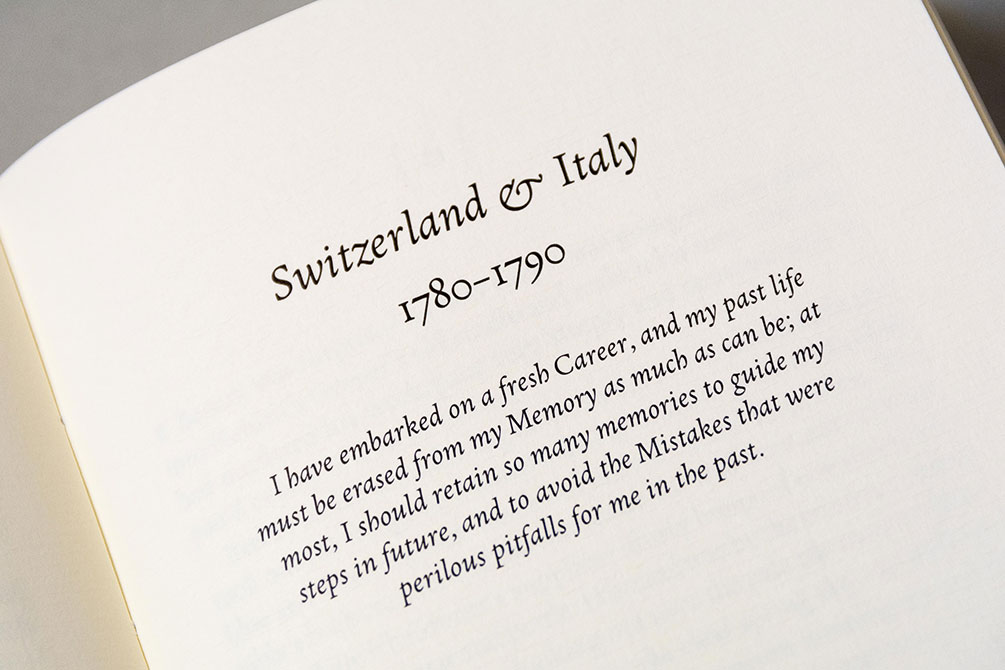 Switzerland & Italy
1780–1790
I have embarked on a fresh Career, and my past life
must be erased from my Memory as much as can be; at
most, I should retain so many memories to guide my
steps in future, and to avoid the Mistakes that were
perilous pitfalls for me in the past.